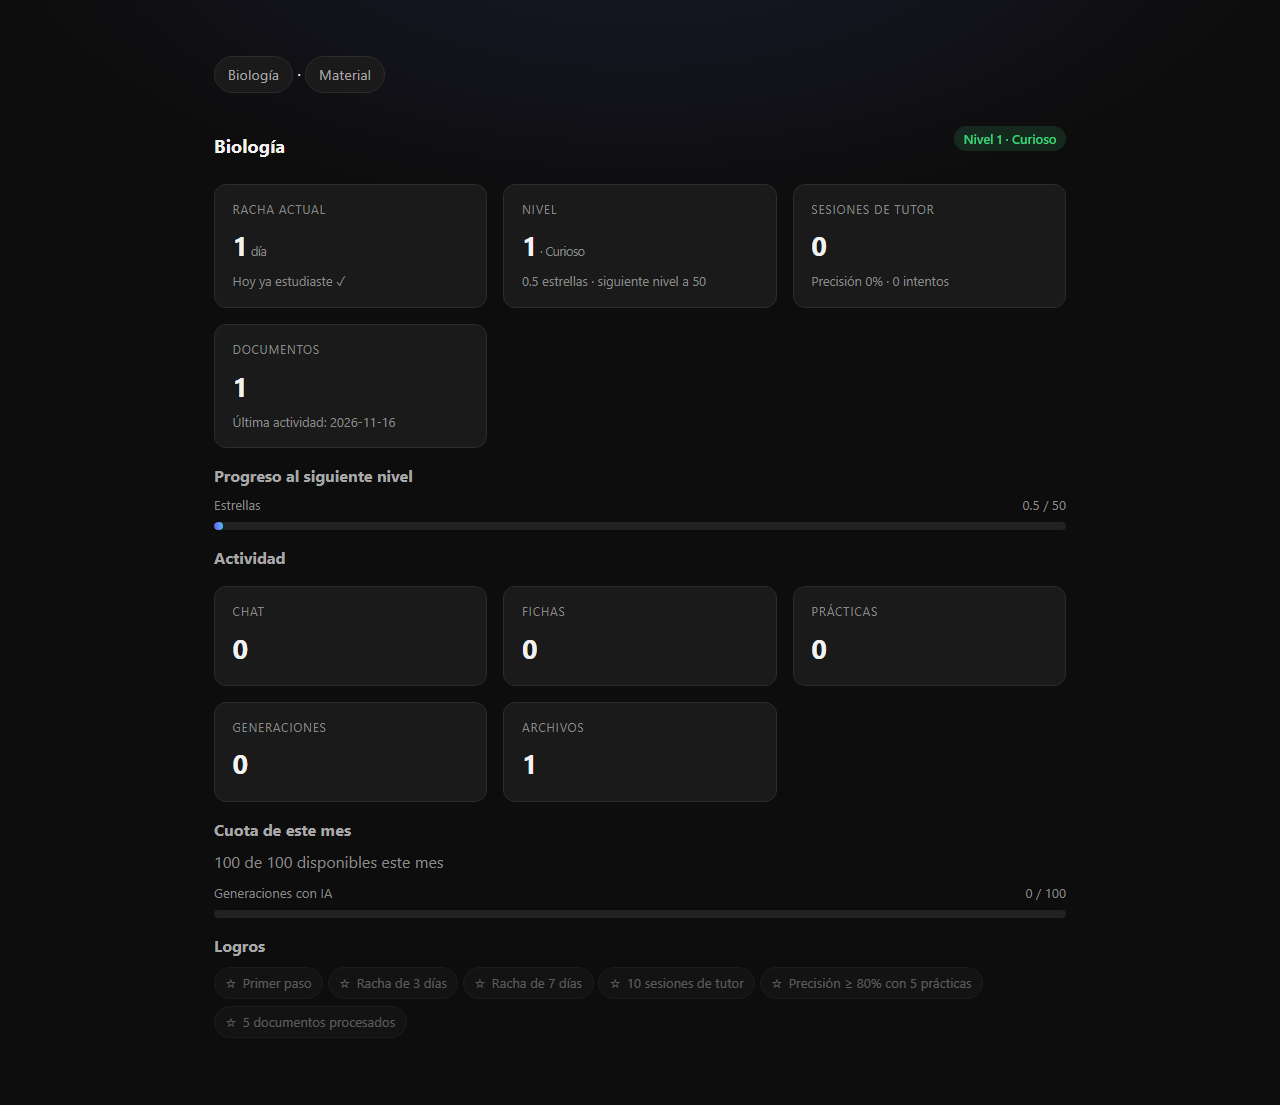 Biología · Material
Biología
Nivel 1 · Curioso
RACHA ACTUAL
1 día
Hoy ya estudiaste ✓
NIVEL
1 · Curioso
0.5 estrellas · siguiente nivel a 50
SESIONES DE TUTOR
0
Precisión 0% · 0 intentos
DOCUMENTOS
1
Última actividad: 2026-11-16
Progreso al siguiente nivel
Estrellas 0.5 / 50
Actividad
CHAT
0
FICHAS
0
PRÁCTICAS
0
GENERACIONES
0
ARCHIVOS
1
Cuota de este mes
100 de 100 disponibles este mes
Generaciones con IA 0 / 100
Logros
☆ Primer paso ☆ Racha de 3 días ☆ Racha de 7 días ☆ 10 sesiones de tutor ☆ Precisión ≥ 80% con 5 prácticas
☆ 5 documentos procesados